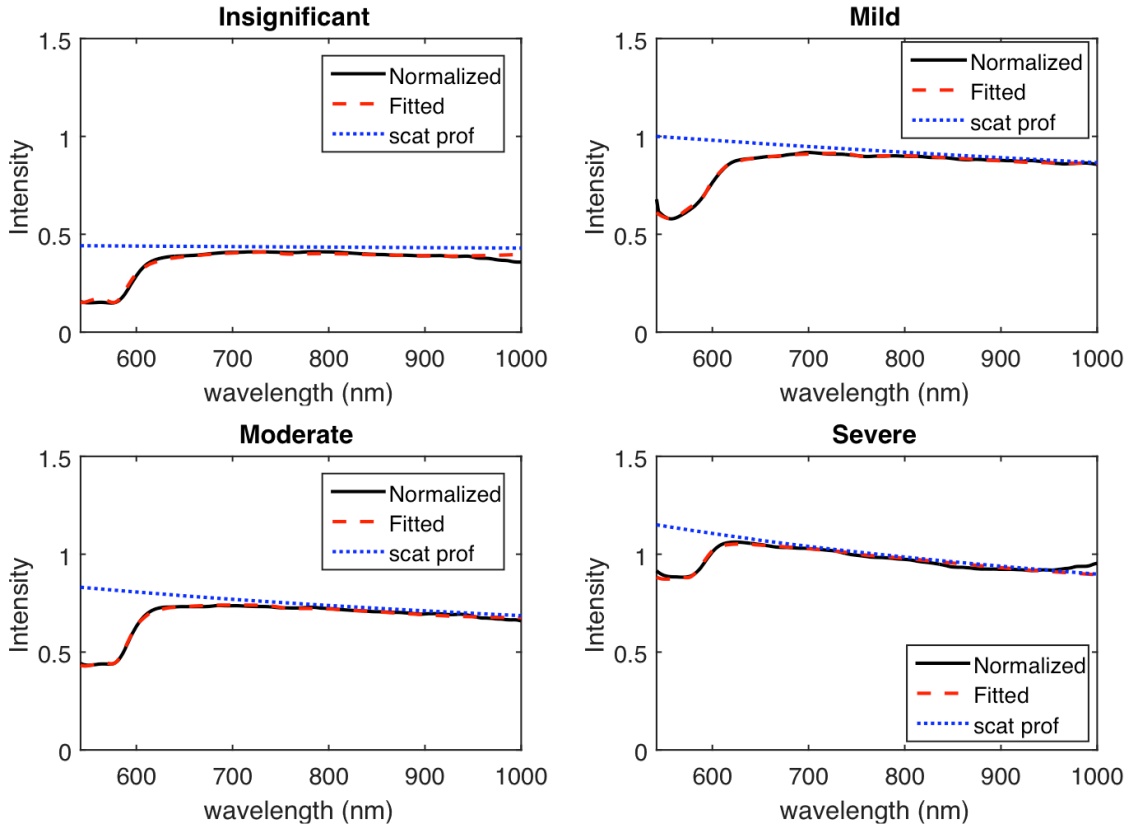 Insignificant
1.5
1
0.5
0
Intensity
Normalized
Fitted
scat prof
600 700 800 900 1000
wavelength (nm)
Mild
1.5
1
0.5
0
Intensity
Normalized
Fitted
scat prof
600 700 800 900 1000
wavelength (nm)
Moderate
1.5
1
0.5
0
Intensity
Normalized
Fitted
scat prof
600 700 800 900 1000
wavelength (nm)
Severe
1.5
1
0.5
0
Intensity
Normalized
Fitted
scat prof
600 700 800 900 1000
wavelength (nm)